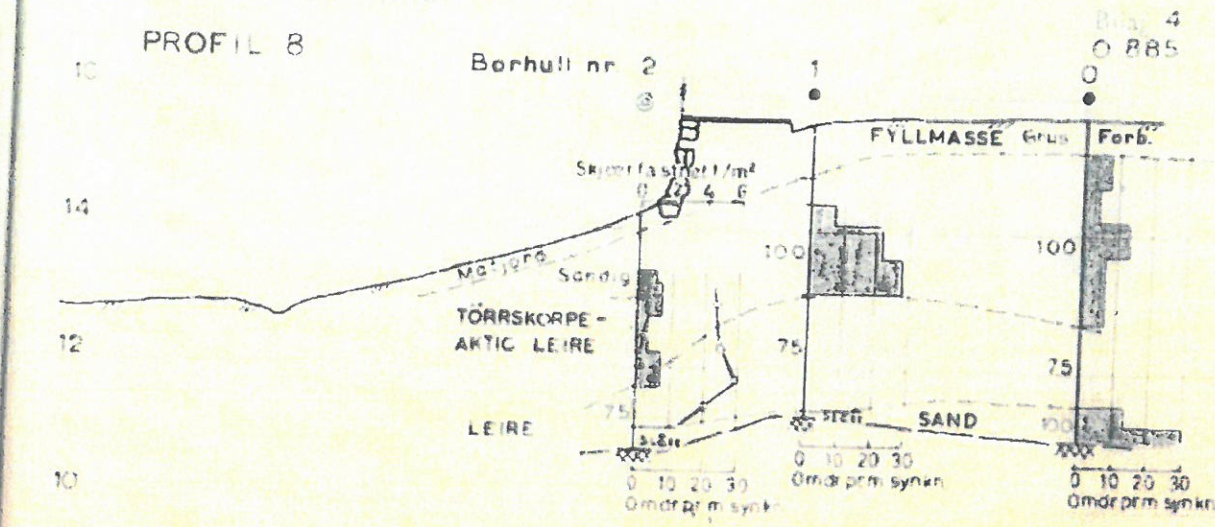 Bilag 4
O 885
PROFIL 8
Borhull nr. 2 1 0
16
FYLLMASSE Grus Forb.
Skjærfasthet t/m²
0 2 4 6
14
Matjord
Sandig
100
100
TÖRRSKORPE-
AKTIG LEIRE
12
75
75
75
LEIRE
SAND
100
10
0 10 20 30
Omdr pr m synkn.
0 10 20 30
Omdr pr m synkn.
0 10 20 30
Omdr pr m synkn.